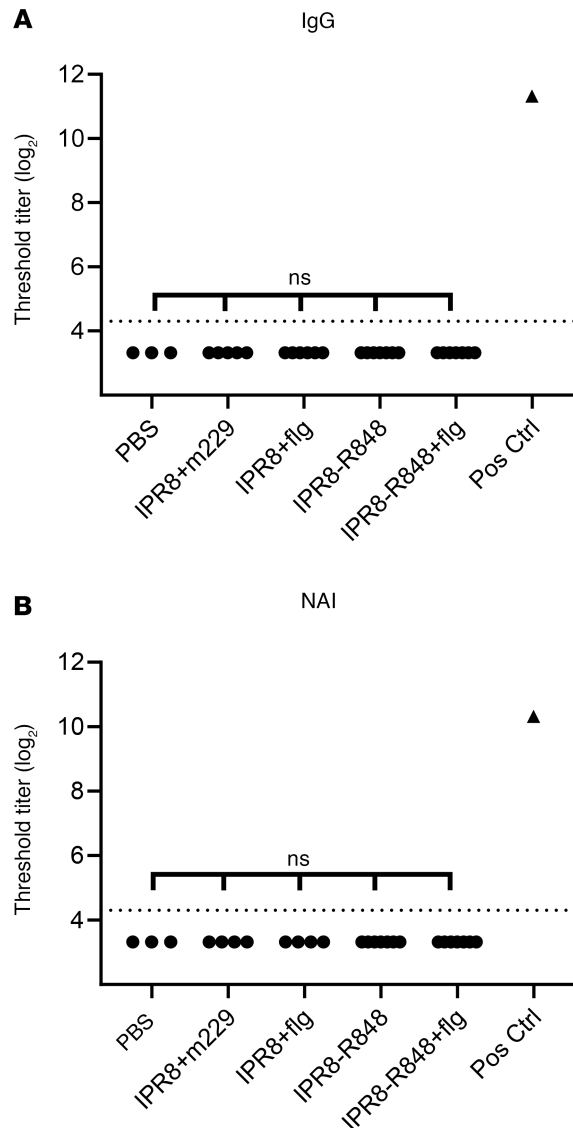 A
IgG
12
10
8
6
4
Threshold titer (log₂)
ns
PBS
IPR8+m229
IPR8+flg
IPR8-R848
IPR8-R848+flg
Pos Ctrl
B
NAI
12
10
8
6
4
Threshold titer (log₂)
ns
PBS
IPR8+m229
IPR8+flg
IPR8-R848
IPR8-R848+flg
Pos Ctrl